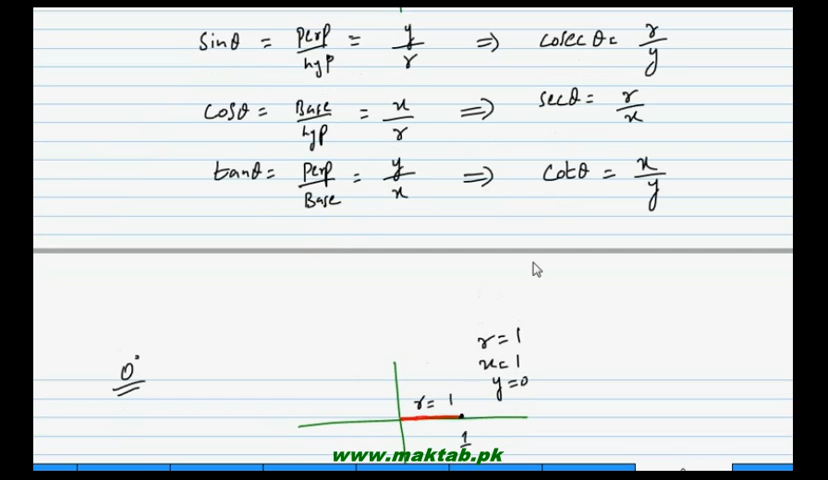 sinθ = Perp/hyp = y/r ⇒ cosec θ = r/y
cosθ = Base/hyp = x/r ⇒ secθ = r/x
tanθ = Perp/Base = y/x ⇒ cotθ = x/y
r = 1
x = 1
0° y = 0
r = 1
1
www.maktab.pk